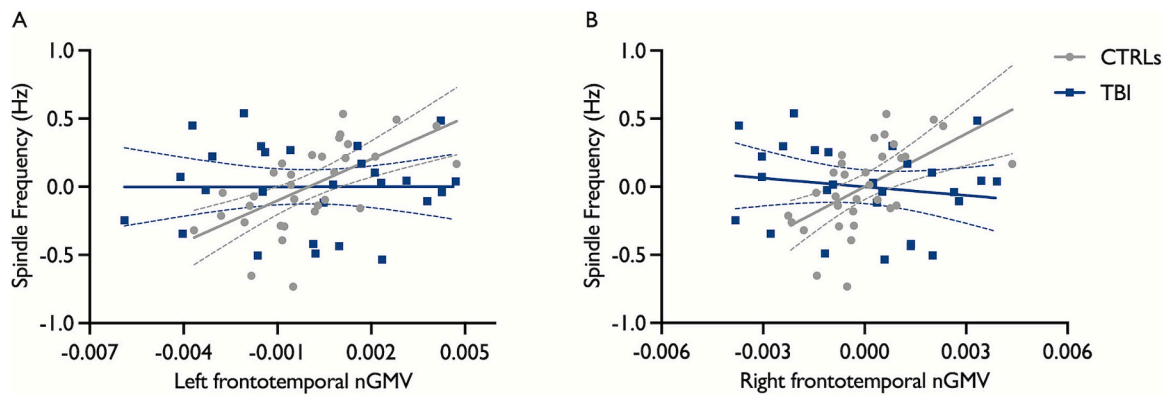 A
Spindle Frequency (Hz)
1.0
0.5
0.0
-0.5
-1.0
-0.007 -0.004 -0.001 0.002 0.005
Left frontotemporal nGMV
B
Spindle Frequency (Hz)
1.0
0.5
0.0
-0.5
-1.0
-0.006 -0.003 0.000 0.003 0.006
Right frontotemporal nGMV
CTRLs
TBI